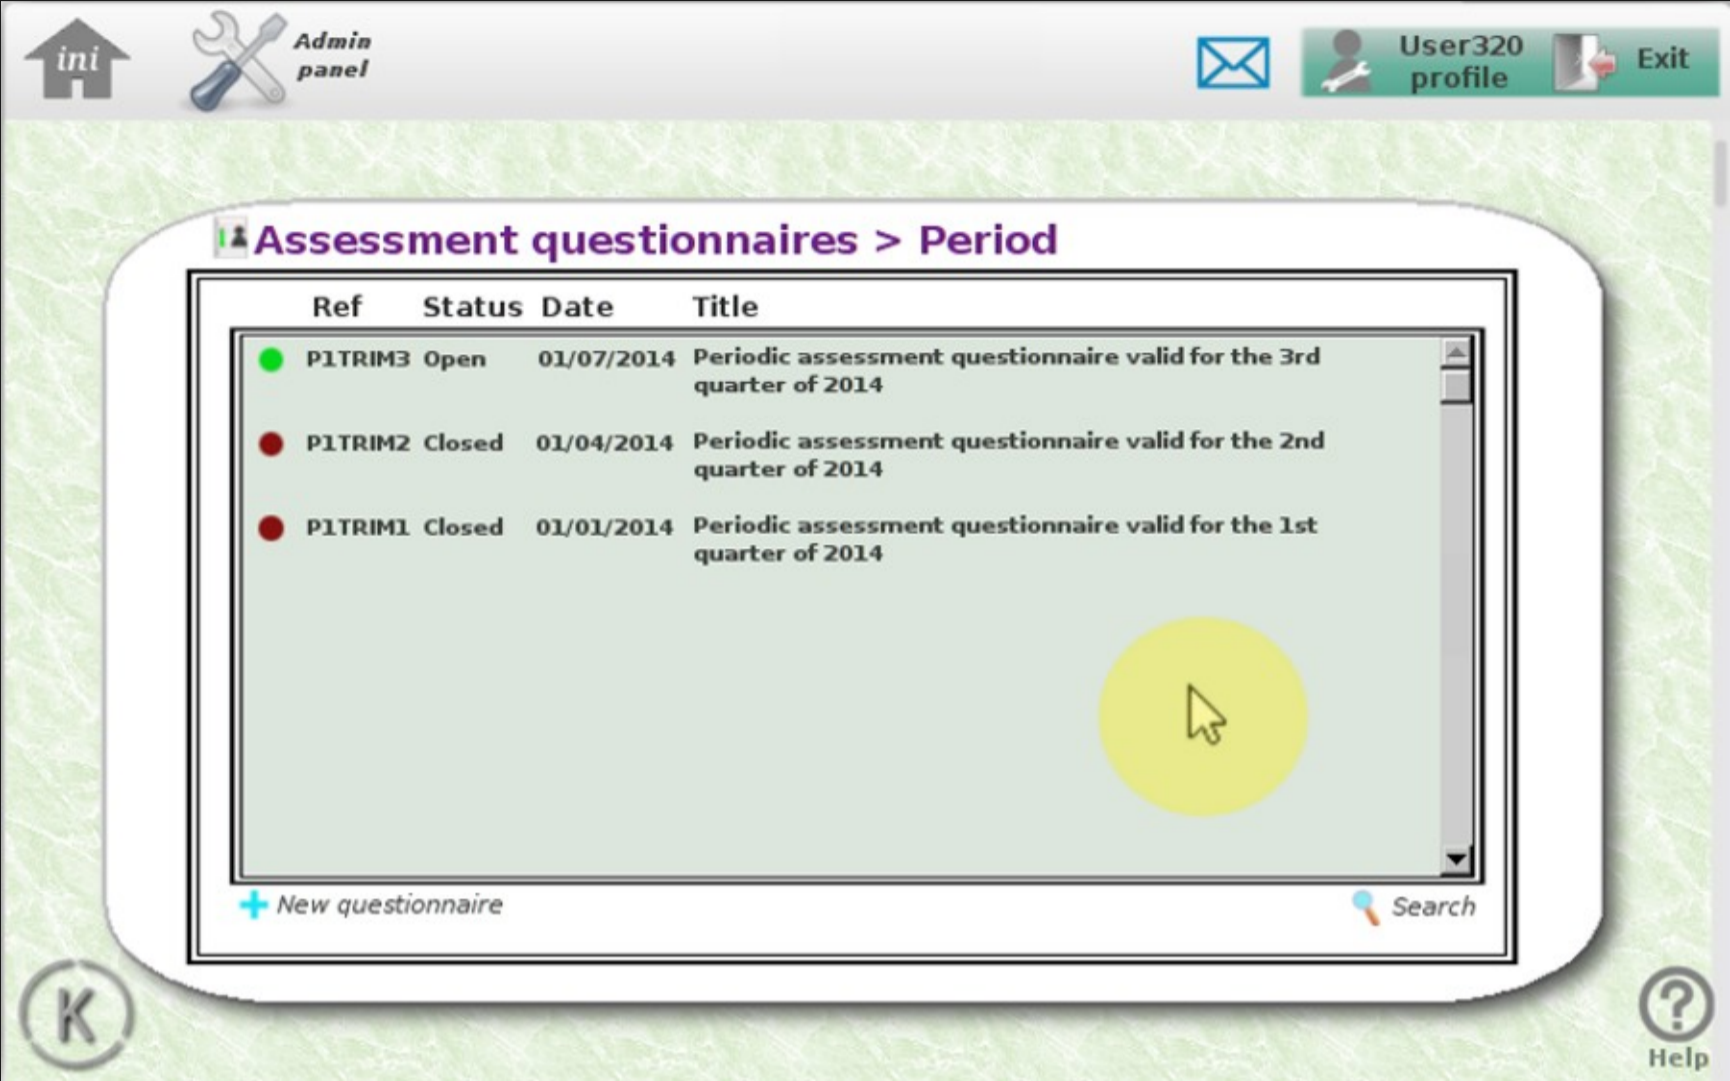 ini
Admin
panel
User320
profile
Exit
Assessment questionnaires > Period
Ref Status Date Title
P1TRIM3 Open 01/07/2014 Periodic assessment questionnaire valid for the 3rd
quarter of 2014
P1TRIM2 Closed 01/04/2014 Periodic assessment questionnaire valid for the 2nd
quarter of 2014
P1TRIM1 Closed 01/01/2014 Periodic assessment questionnaire valid for the 1st
quarter of 2014
New questionnaire
Search
K
?
Help